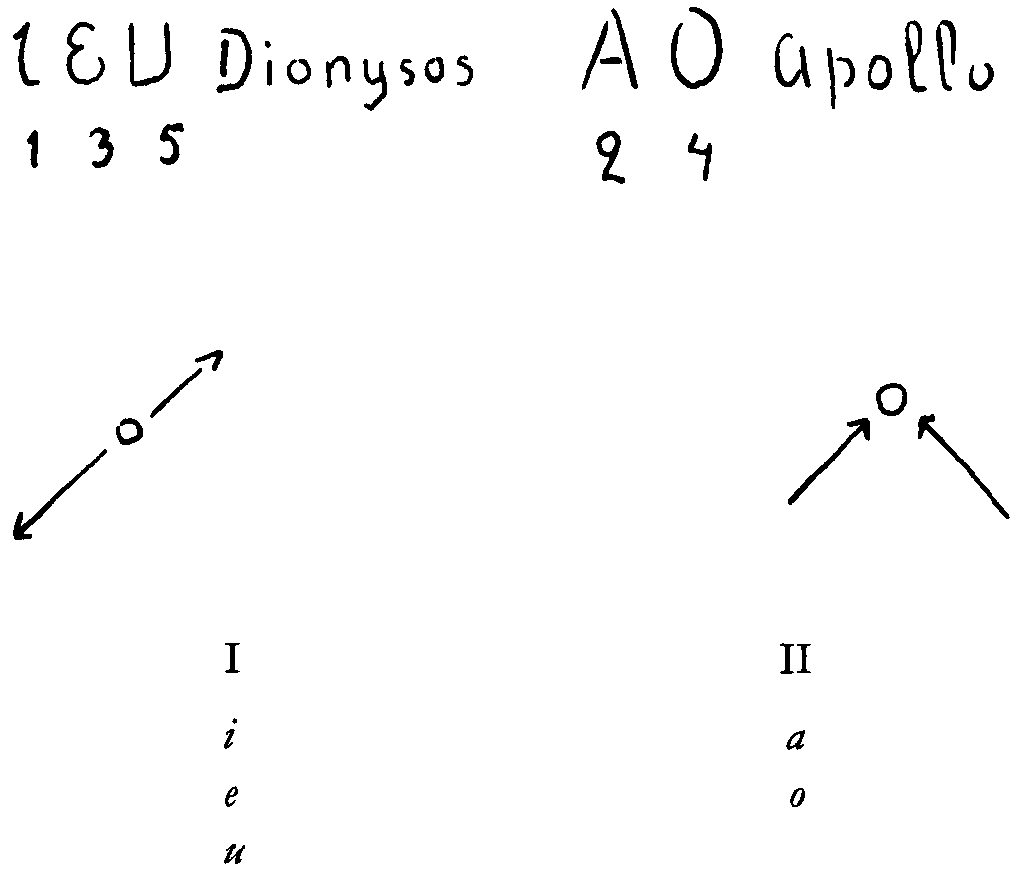 I E U Dionysos A O Apollo
1 3 5 2 4
I II
i a
e o
u